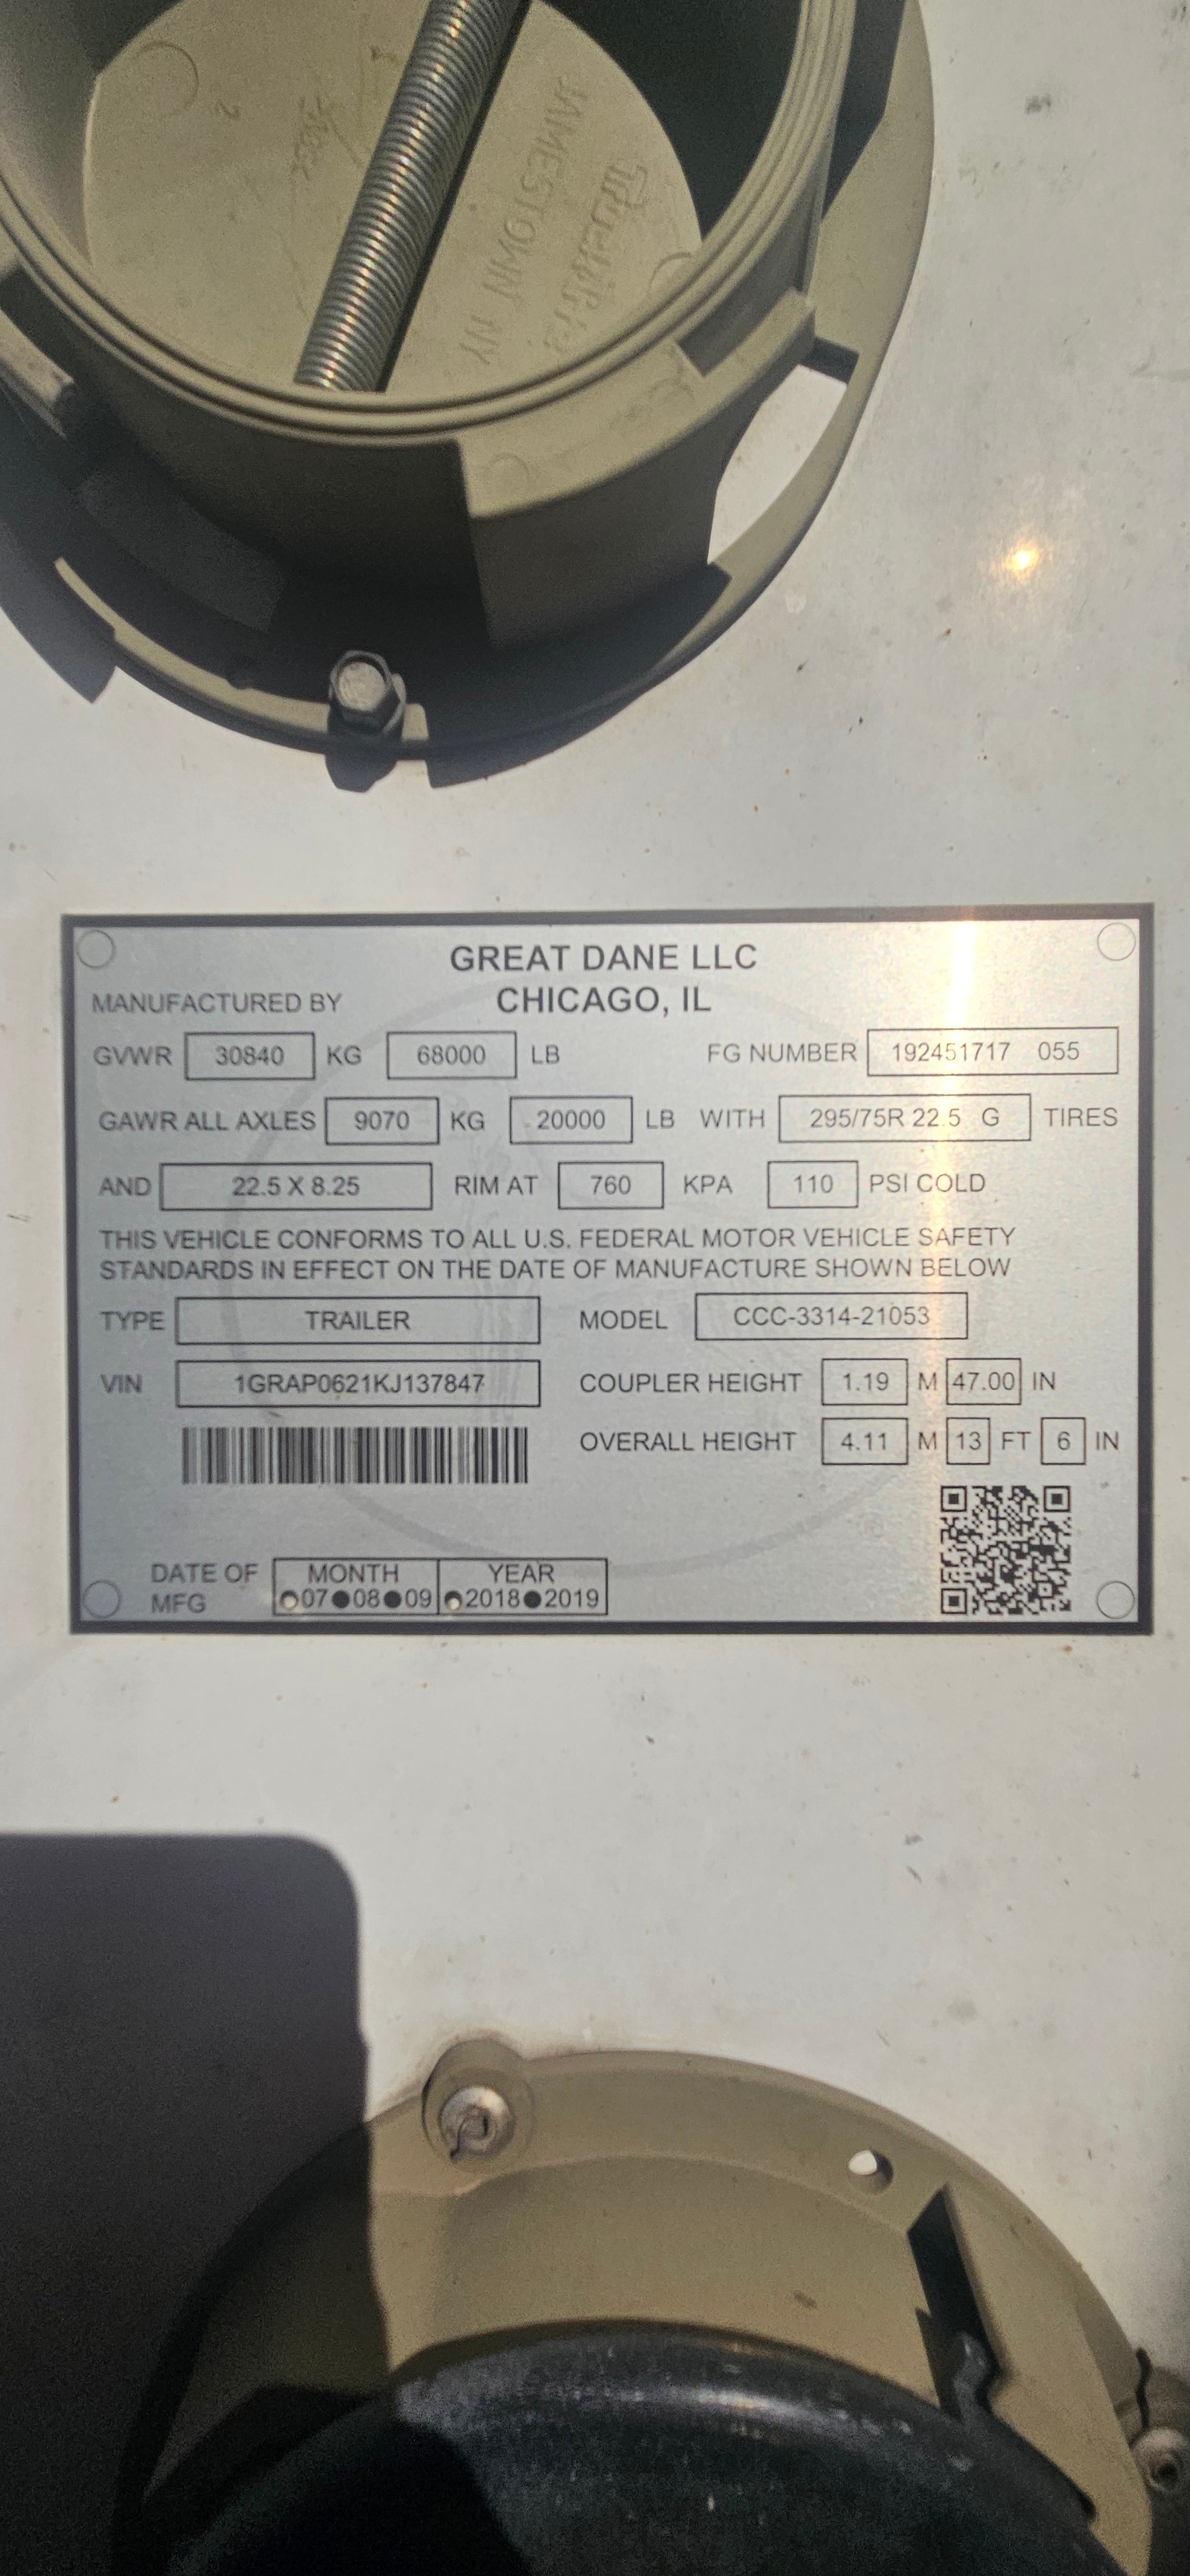 JAMESTOWN NY
GREAT DANE LLC
MANUFACTURED BY CHICAGO, IL
GVWR 30840 KG 68000 LB FG NUMBER 192451717 055
GAWR ALL AXLES 9070 KG 20000 LB WITH 295/75R 22.5 G TIRES
AND 22.5 X 8.25 RIM AT 760 KPA 110 PSI COLD
THIS VEHICLE CONFORMS TO ALL U.S. FEDERAL MOTOR VEHICLE SAFETY
STANDARDS IN EFFECT ON THE DATE OF MANUFACTURE SHOWN BELOW
TYPE TRAILER MODEL CCC-3314-21053
VIN 1GRAP0621KJ137847 COUPLER HEIGHT 1.19 M 47.00 IN
OVERALL HEIGHT 4.11 M 13 FT 6 IN
DATE OF MONTH YEAR
MFG 07 08 09 2018 2019